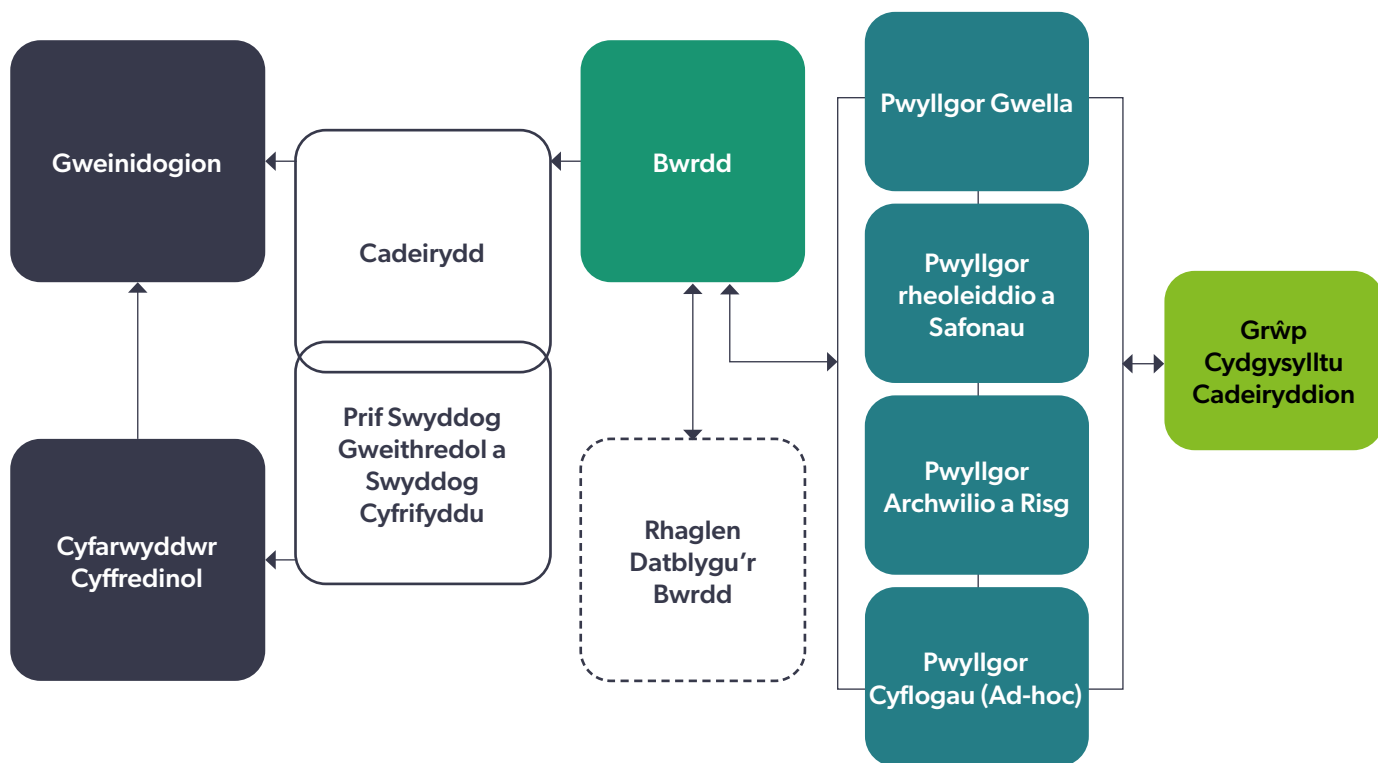 Gweinidogion
Cadeirydd
Bwrdd
Prif Swyddog
Gweithredol a
Swyddog
Cyfrifyddu
Cyfarwyddwr
Cyffredinol
Rhaglen
Datblygu’r
Bwrdd
Pwyllgor Gwella
Pwyllgor
rheoleiddio a
Safonau
Pwyllgor
Archwilio a Risg
Pwyllgor
Cyflogau (Ad-hoc)
Grŵp
Cydgysylltu
Cadeiryddion